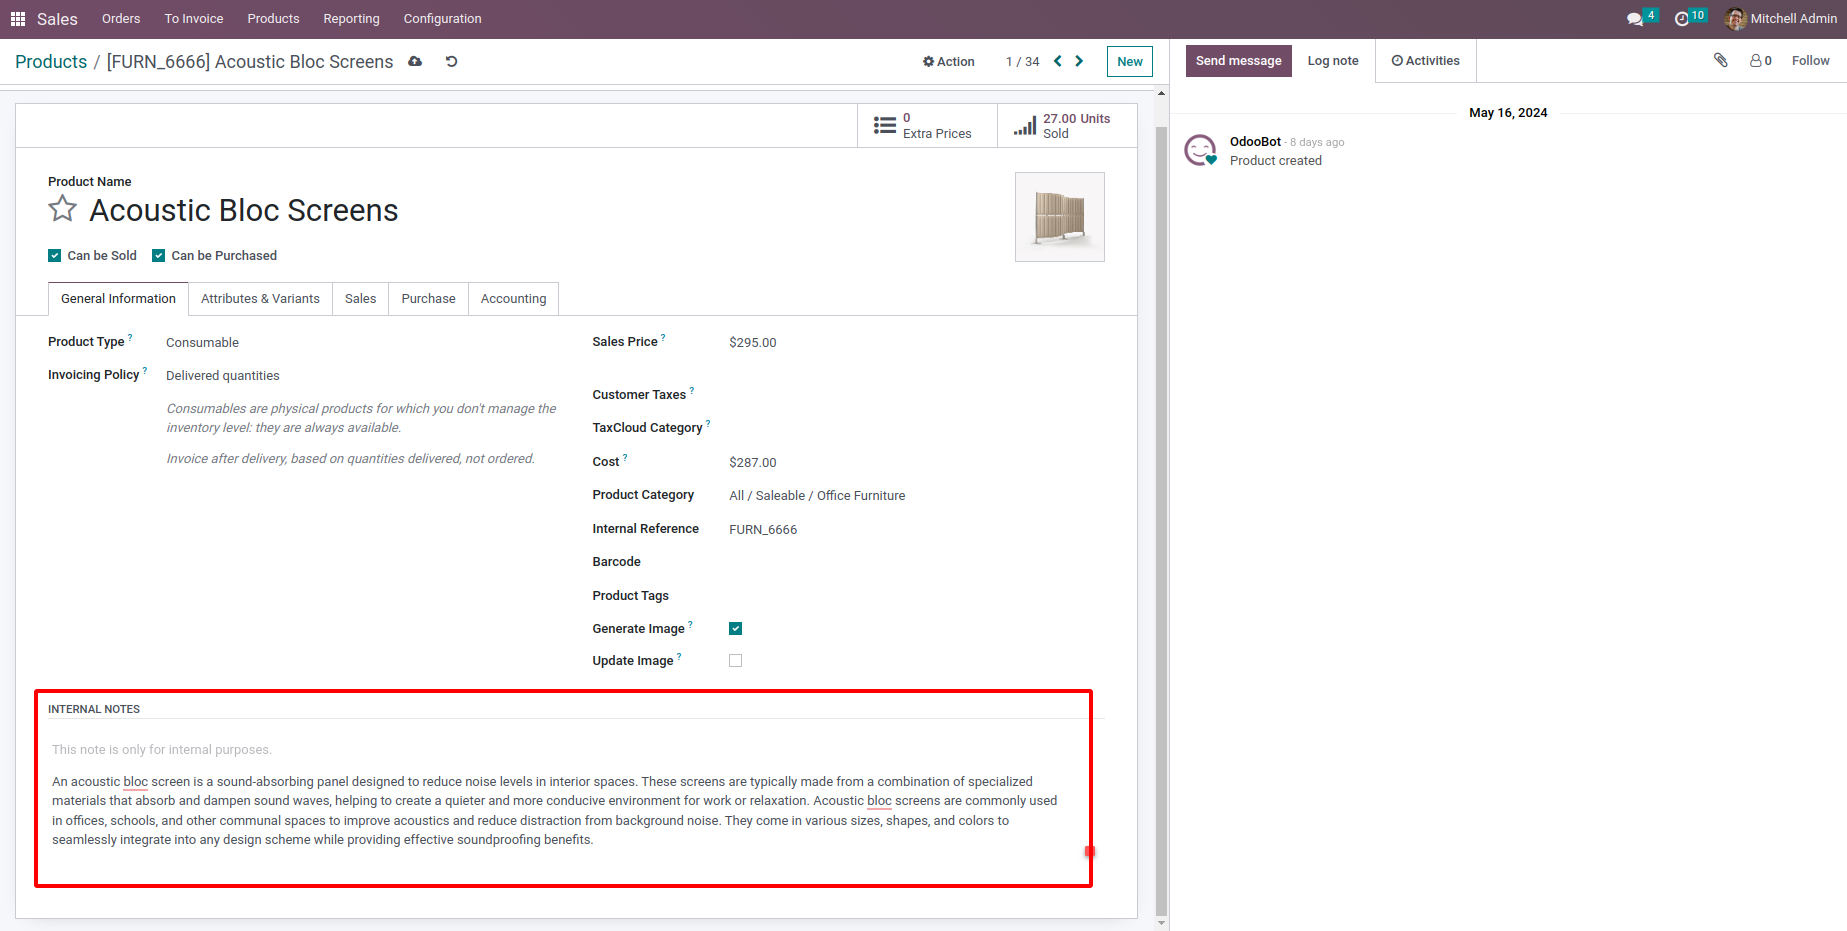 Sales Orders To Invoice Products Reporting Configuration 4 10 Mitchell Admin
Products / [FURN_6666] Acoustic Bloc Screens Action 1 / 34 New
Send message Log note Activities 0 Follow
0
Extra Prices
27.00 Units
Sold
May 16, 2024
OdooBot - 8 days ago
Product created
Product Name
Acoustic Bloc Screens
Can be Sold Can be Purchased
General Information Attributes & Variants Sales Purchase Accounting
Product Type ? Consumable
Invoicing Policy ? Delivered quantities
Consumables are physical products for which you don't manage the
inventory level: they are always available.
Invoice after delivery, based on quantities delivered, not ordered.
Sales Price ? $295.00
Customer Taxes ?
TaxCloud Category ?
Cost ? $287.00
Product Category All / Saleable / Office Furniture
Internal Reference FURN_6666
Barcode
Product Tags
Generate Image ?
Update Image ?
INTERNAL NOTES
This note is only for internal purposes.
An acoustic bloc screen is a sound-absorbing panel designed to reduce noise levels in interior spaces. These screens are typically made from a combination of specialized
materials that absorb and dampen sound waves, helping to create a quieter and more conducive environment for work or relaxation. Acoustic bloc screens are commonly used
in offices, schools, and other communal spaces to improve acoustics and reduce distraction from background noise. They come in various sizes, shapes, and colors to
seamlessly integrate into any design scheme while providing effective soundproofing benefits.